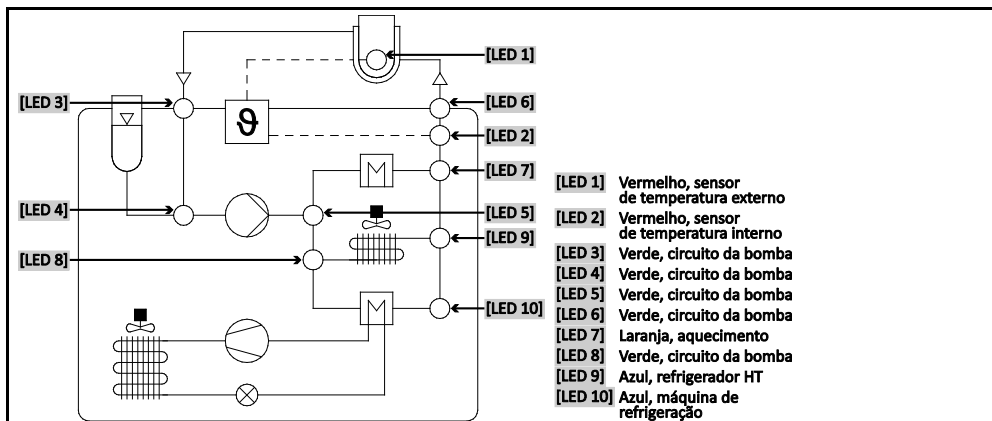 [LED 1]
[LED 3]
[LED 6]
ϑ
[LED 2]
[LED 7]
[LED 4]
[LED 5]
[LED 9]
[LED 8]
[LED 10]
[LED 1] Vermelho, sensor
de temperatura externo
[LED 2] Vermelho, sensor
de temperatura interno
[LED 3] Verde, circuito da bomba
[LED 4] Verde, circuito da bomba
[LED 5] Verde, circuito da bomba
[LED 6] Verde, circuito da bomba
[LED 7] Laranja, aquecimento
[LED 8] Verde, circuito da bomba
[LED 9] Azul, refrigerador HT
[LED 10] Azul, máquina de
refrigeração